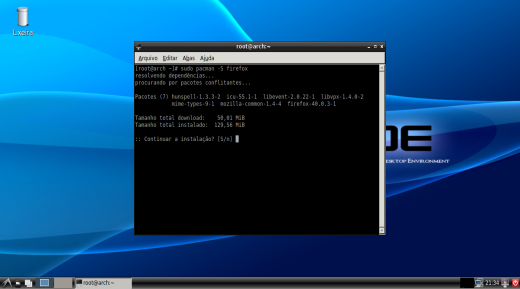 Lixeira
root@arch:~
Arquivo Editar Abas Ajuda
[root@arch ~]# sudo pacman -S firefox
resolvendo dependências...
procurando por pacotes conflitantes...
Pacotes (7) hunspell-1.3.3-2 icu-55.1-1 libevent-2.0.22-1 libvpx-1.4.0-2
mime-types-9-1 mozilla-common-1.4-4 firefox-40.0.3-1
Tamanho total download: 50,01 MiB
Tamanho total instalado: 129,56 MiB
:: Continuar a instalação? [S/n]
DE
ESKTOP ENVIRONMENT
root@arch:~
21:34